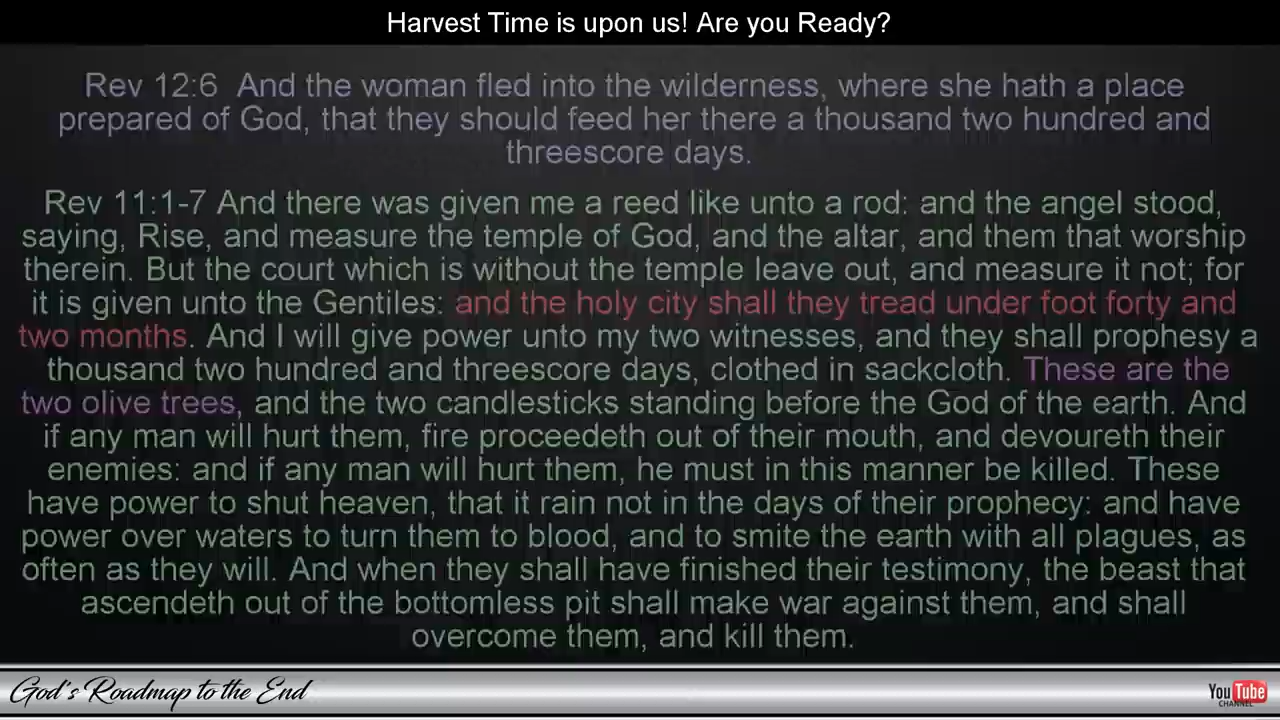 Harvest Time is upon us! Are you Ready?
Rev 12:6 And the woman fled into the wilderness, where she hath a place
prepared of God, that they should feed her there a thousand two hundred and
threescore days.
Rev 11:1-7 And there was given me a reed like unto a rod: and the angel stood,
saying, Rise, and measure the temple of God, and the altar, and them that worship
therein. But the court which is without the temple leave out, and measure it not; for
it is given unto the Gentiles: and the holy city shall they tread under foot forty and
two months. And I will give power unto my two witnesses, and they shall prophesy a
thousand two hundred and threescore days, clothed in sackcloth. These are the
two olive trees, and the two candlesticks standing before the God of the earth. And
if any man will hurt them, fire proceedeth out of their mouth, and devoureth their
enemies: and if any man will hurt them, he must in this manner be killed. These
have power to shut heaven, that it rain not in the days of their prophecy: and have
power over waters to turn them to blood, and to smite the earth with all plagues, as
often as they will. And when they shall have finished their testimony, the beast that
ascendeth out of the bottomless pit shall make war against them, and shall
overcome them, and kill them.
God's Roadmap to the End
YouTube
CHANNEL